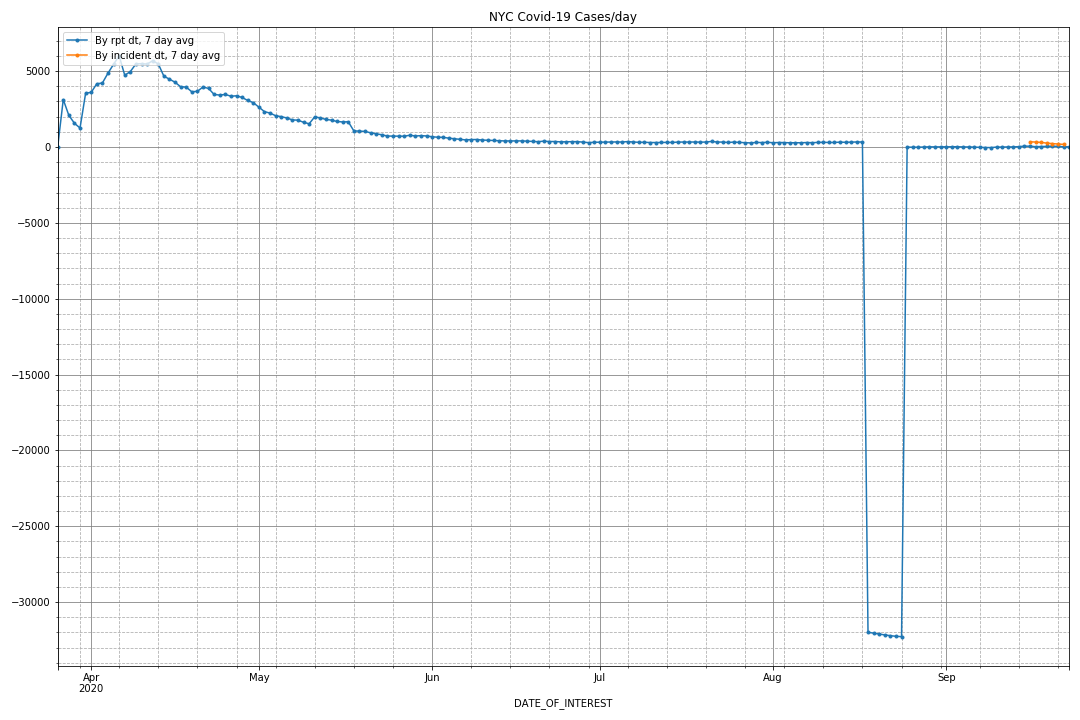 NYC Covid-19 Cases/day
By rpt dt, 7 day avg
By incident dt, 7 day avg
5000
0
−5000
−10000
−15000
−20000
−25000
−30000
Apr
2020
May
Jun
Jul
Aug
Sep
DATE_OF_INTEREST